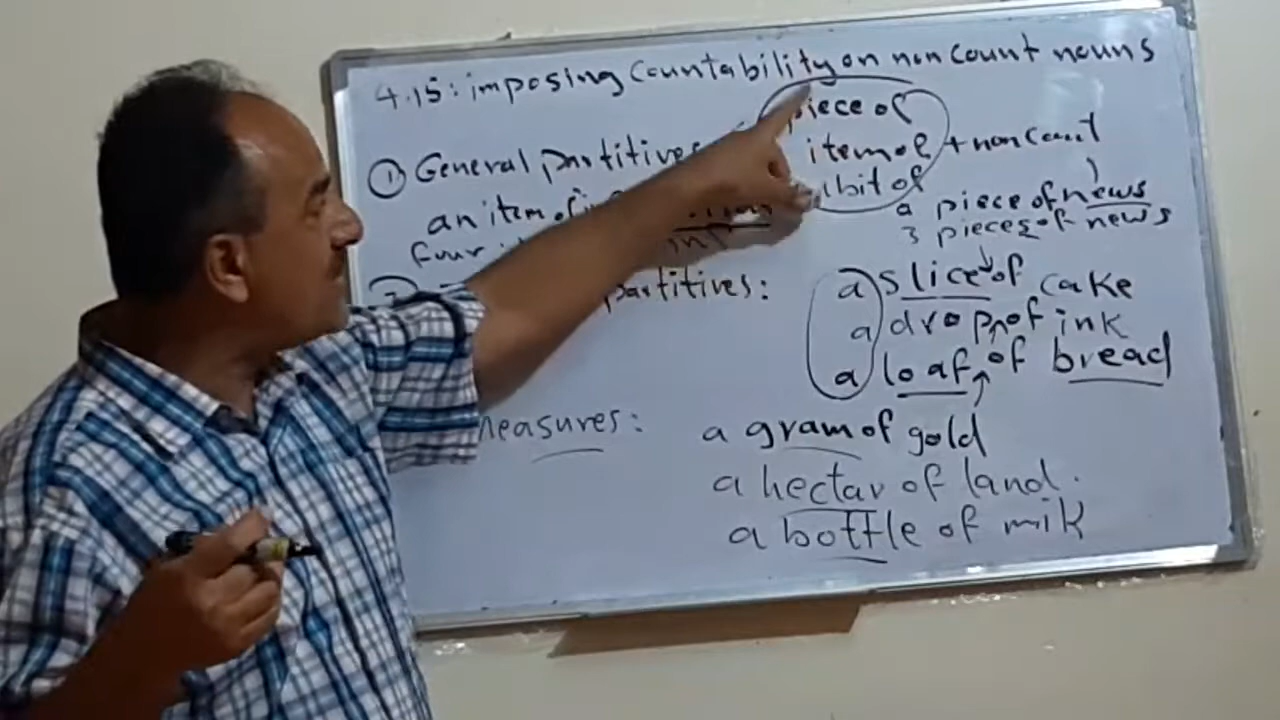 4.15: imposing Countability on non Count nouns
① General partitives
piece of
item of + non count
bit of
an item of
a piece of news
3 pieces of news
four
partitives:
a slice of cake
a drop of ink
a loaf of bread
measures:
a gram of gold
a hectar of land.
a bottle of milk